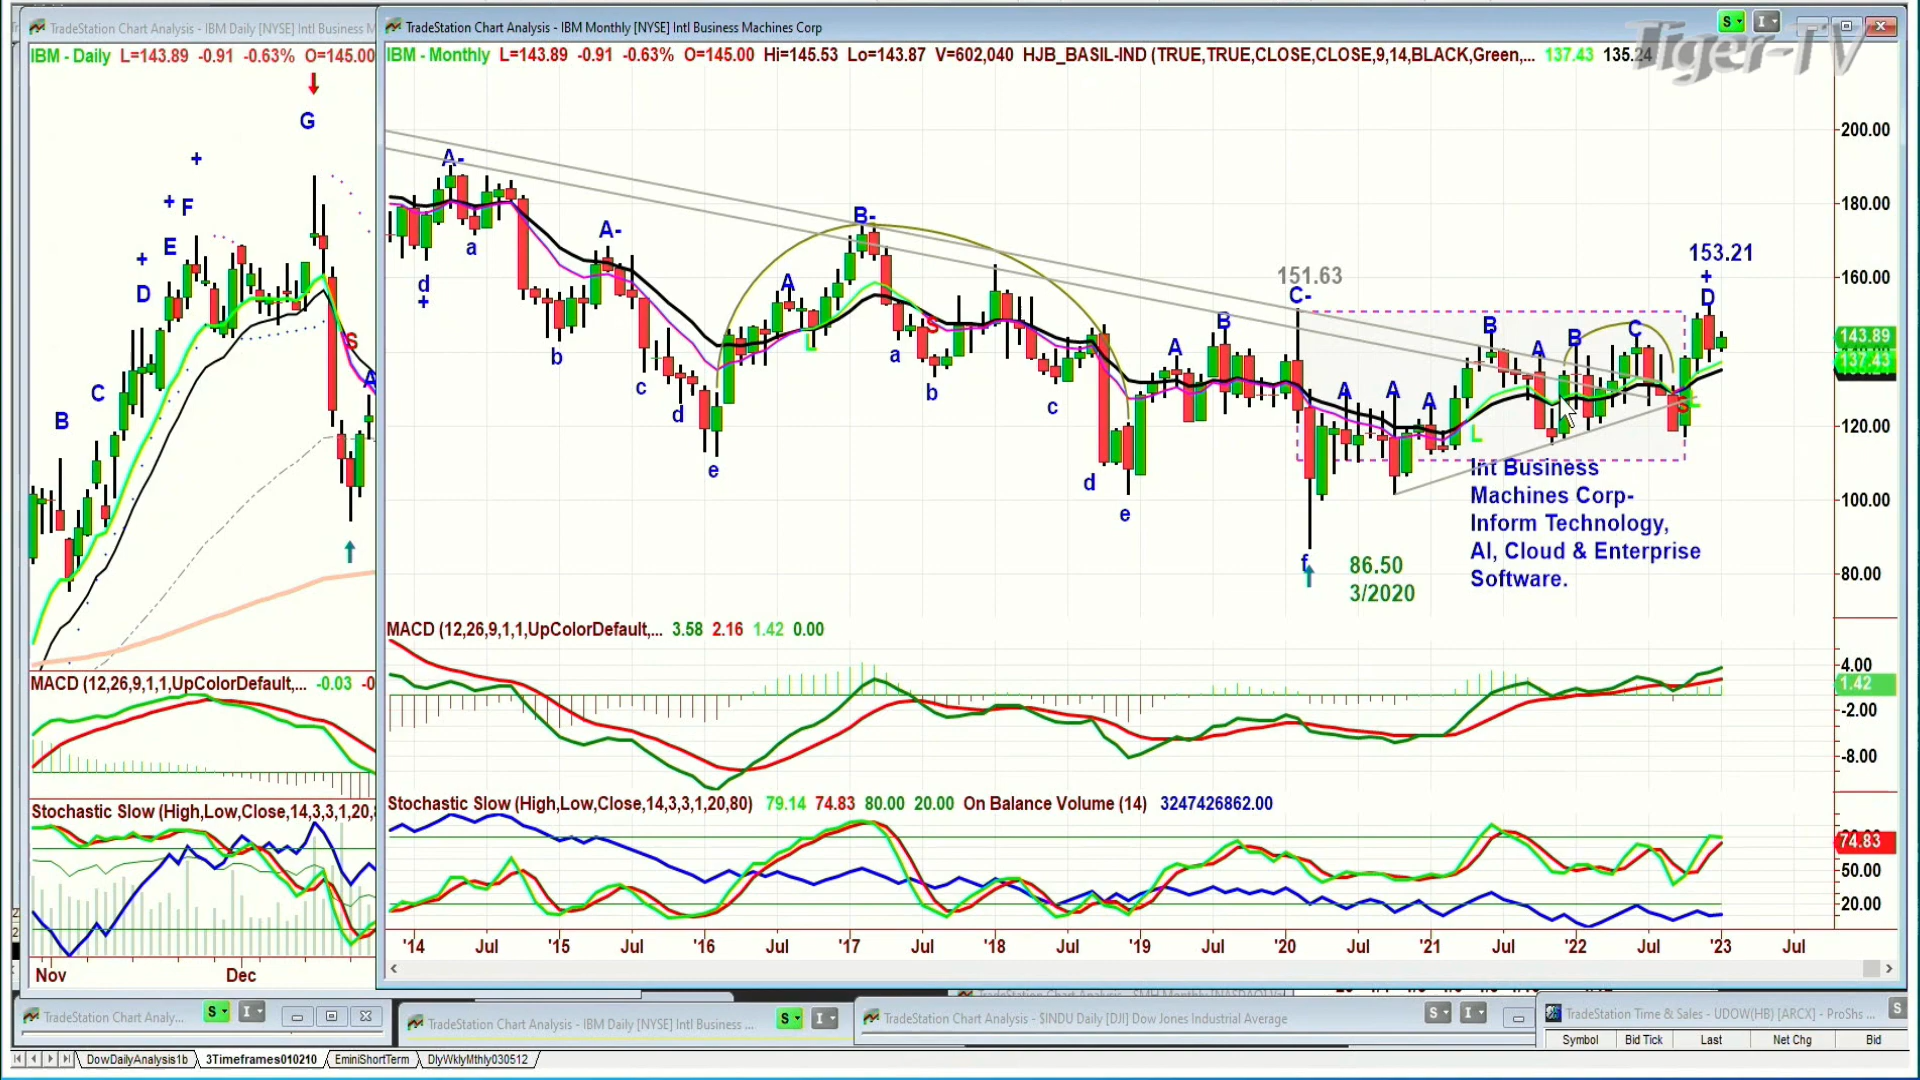 TradeStation Chart Analysis - IBM Daily [NYSE] Intl Business M
TradeStation Chart Analysis - IBM Monthly [NYSE] Intl Business Machines Corp
S
I
Tiger-TV
IBM - Daily L=143.89 -0.91 -0.63% O=145.00
IBM - Monthly L=143.89 -0.91 -0.63% O=145.00 Hi=145.53 Lo=143.87 V=602,040 HJB_BASIL-IND (TRUE,TRUE,CLOSE,CLOSE,9,14,BLACK,Green,... 137.43 135.24
G
+
+ F
E
+
D
C
B
S
A
A-
a
d
+
A-
b
c
d
e
B-
A
L
S
a
b
c
d
e
151.63
C-
B
A
f
A
A
A
B
L
A
B
C
S
L
153.21
+
D
86.50
3/2020
Int Business
Machines Corp-
Inform Technology,
AI, Cloud & Enterprise
Software.
200.00
180.00
160.00
143.89
137.43
120.00
100.00
80.00
MACD (12,26,9,1,1,UpColorDefault,... -0.03
MACD (12,26,9,1,1,UpColorDefault,... 3.58 2.16 1.42 0.00
4.00
1.42
-2.00
-8.00
Stochastic Slow (High,Low,Close,14,3,3,1,20,8
Stochastic Slow (High,Low,Close,14,3,3,1,20,80) 79.14 74.83 80.00 20.00 On Balance Volume (14) 3247426862.00
74.83
50.00
20.00
Nov Dec
'14 Jul '15 Jul '16 Jul '17 Jul '18 Jul '19 Jul '20 Jul '21 Jul '22 Jul '23 Jul
TradeStation Chart Analy... S I
TradeStation Chart Analysis - IBM Daily [NYSE] Intl Business ... S I
TradeStation Chart Analysis - $INDU Daily [DJI] Dow Jones Industrial Average S I
TradeStation Time & Sales - UDOW(HB) [ARCX] - ProShs ... S
Symbol Bid Tick Last Net Chg Bid
DowDailyAnalysis1b 3Timeframes010210 EminiShortTerm DlyWklyMthly030512